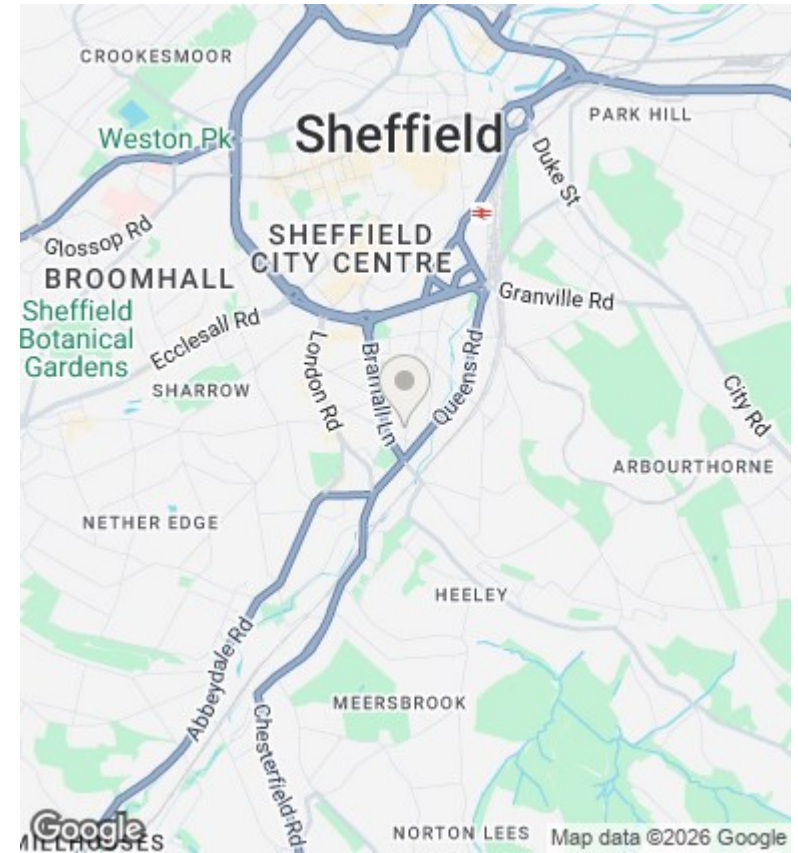 CROOKESMOOR
PARK HILL
Weston Pk
Sheffield
Duke St
Glossop Rd
SHEFFIELD
CITY CENTRE
BROOMHALL
Granville Rd
Sheffield
Botanical
Gardens
Ecclesall Rd
London Rd
Bramall Ln
Queens Rd
City Rd
SHARROW
ARBOURTHORNE
NETHER EDGE
HEELEY
Abbeydale Rd
MEERSBROOK
Chesterfield Rd
Google
MILLHOUSES
NORTON LEES
Map data ©2026 Google